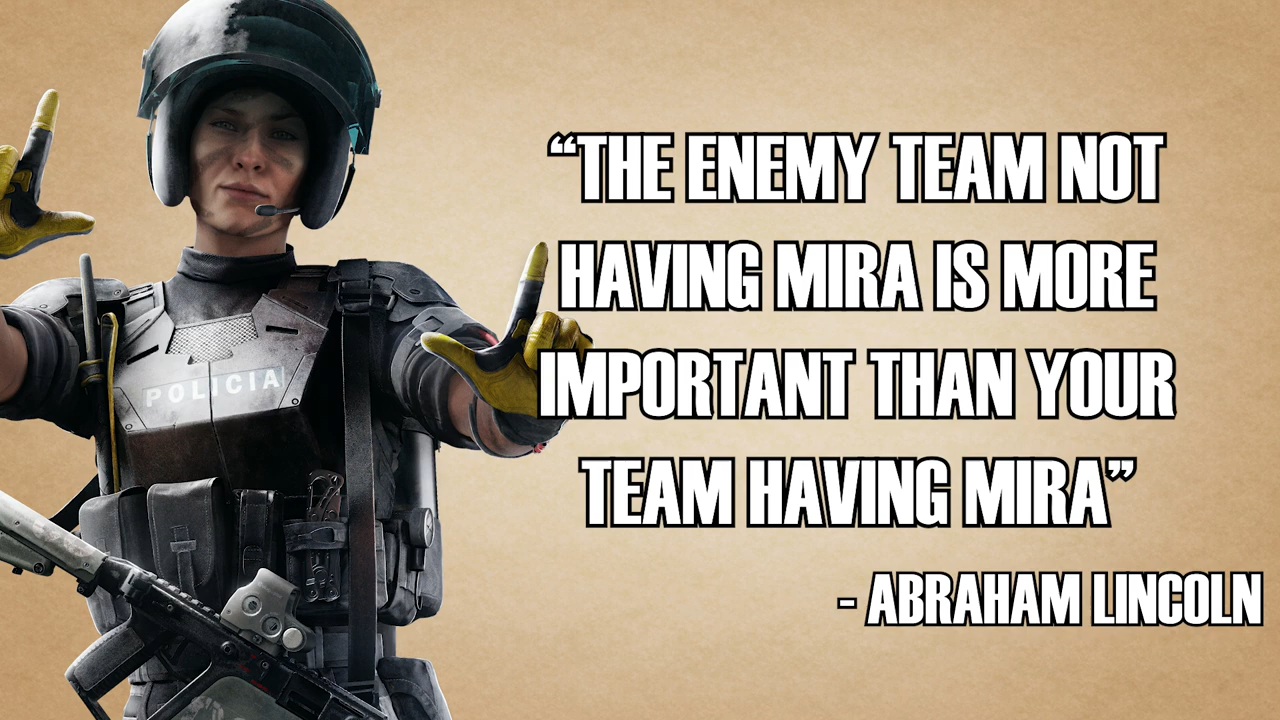 “THE ENEMY TEAM NOT
HAVING MIRA IS MORE
IMPORTANT THAN YOUR
TEAM HAVING MIRA”
- ABRAHAM LINCOLN
POLICIA